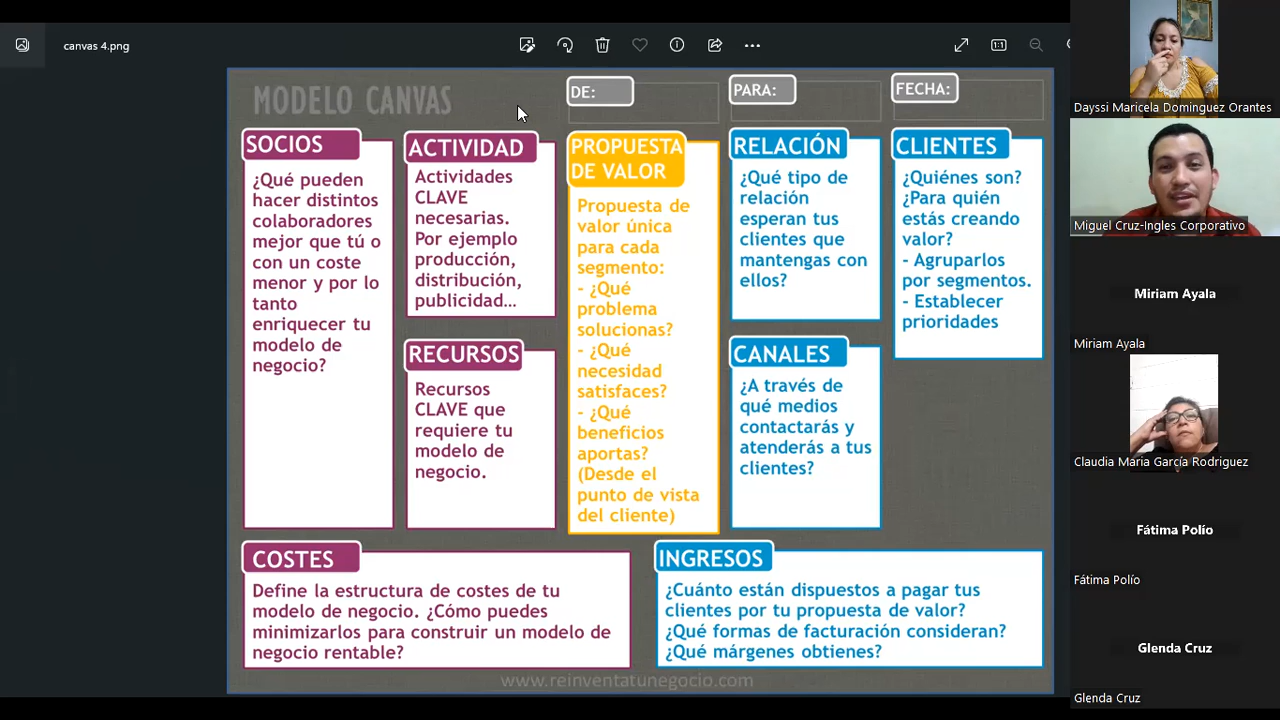 canvas 4.png
MODELO CANVAS
DE:
PARA:
FECHA:
SOCIOS
¿Qué pueden
hacer distintos
colaboradores
mejor que tú o
con un coste
menor y por lo
tanto
enriquecer tu
modelo de
negocio?
ACTIVIDAD
Actividades
CLAVE
necesarias.
Por ejemplo
producción,
distribución,
publicidad...
RECURSOS
Recursos
CLAVE que
requiere tu
modelo de
negocio.
PROPUESTA
DE VALOR
Propuesta de
valor única
para cada
segmento:
- ¿Qué
problema
solucionas?
- ¿Qué
necesidad
satisfaces?
- ¿Qué
beneficios
aportas?
(Desde el
punto de vista
del cliente)
RELACIÓN
¿Qué tipo de
relación
esperan tus
clientes que
mantengas con
ellos?
CANALES
¿A través de
qué medios
contactarás y
atenderás a tus
clientes?
CLIENTES
¿Quiénes son?
¿Para quién
estás creando
valor?
- Agruparlos
por segmentos.
- Establecer
prioridades
COSTES
Define la estructura de costes de tu
modelo de negocio. ¿Cómo puedes
minimizarlos para construir un modelo de
negocio rentable?
INGRESOS
¿Cuánto están dispuestos a pagar tus
clientes por tu propuesta de valor?
¿Qué formas de facturación consideran?
¿Qué márgenes obtienes?
www.reinventatunegocio.com
1:1
Dayssi Maricela Dominguez Orantes
Miguel Cruz-Ingles Corporativo
Miriam Ayala
Miriam Ayala
Claudia Maria García Rodriguez
Fátima Polío
Fátima Polío
Glenda Cruz
Glenda Cruz